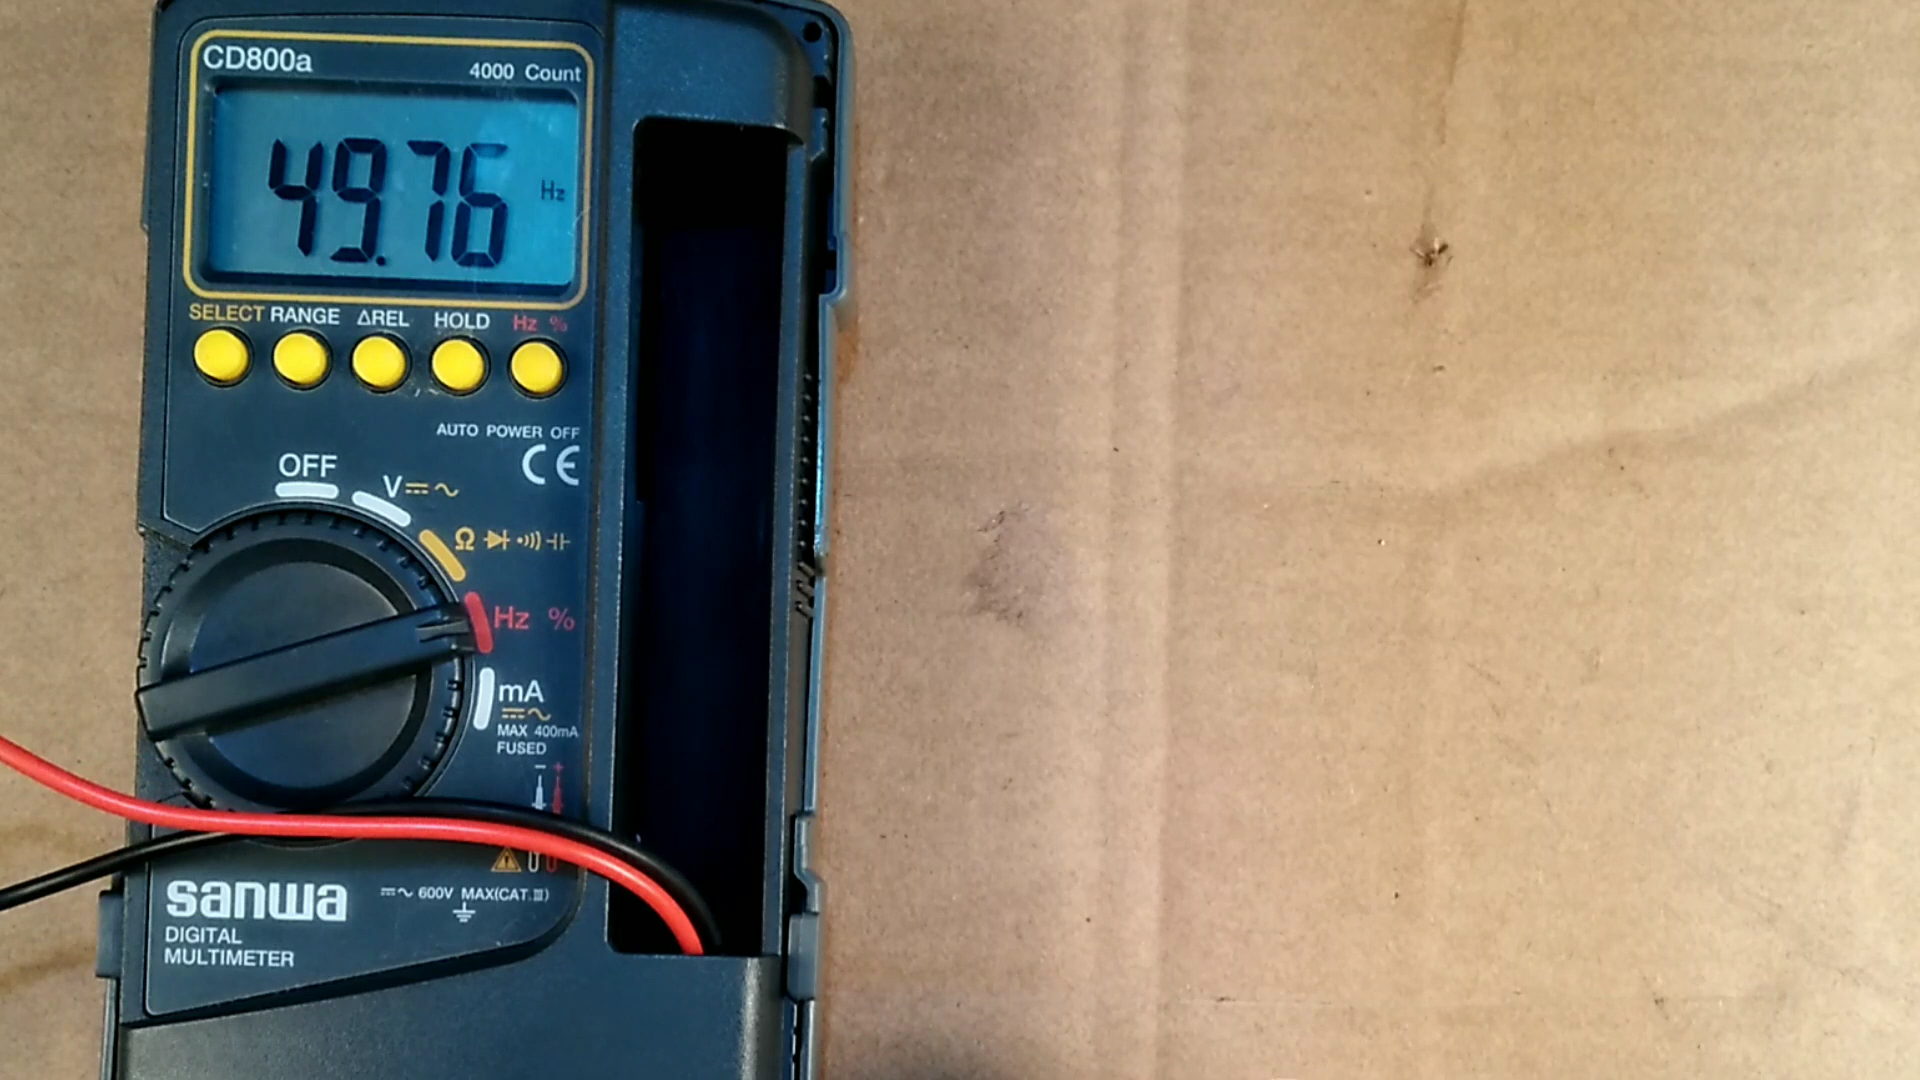 CD800a
4000 Count
49.76 Hz
SELECT RANGE ΔREL HOLD Hz %
AUTO POWER OFF
CE
OFF
V
Ω
Hz %
mA
MAX 400mA
FUSED
- +
sanwa
600V MAX(CAT.Ⅲ)
DIGITAL
MULTIMETER